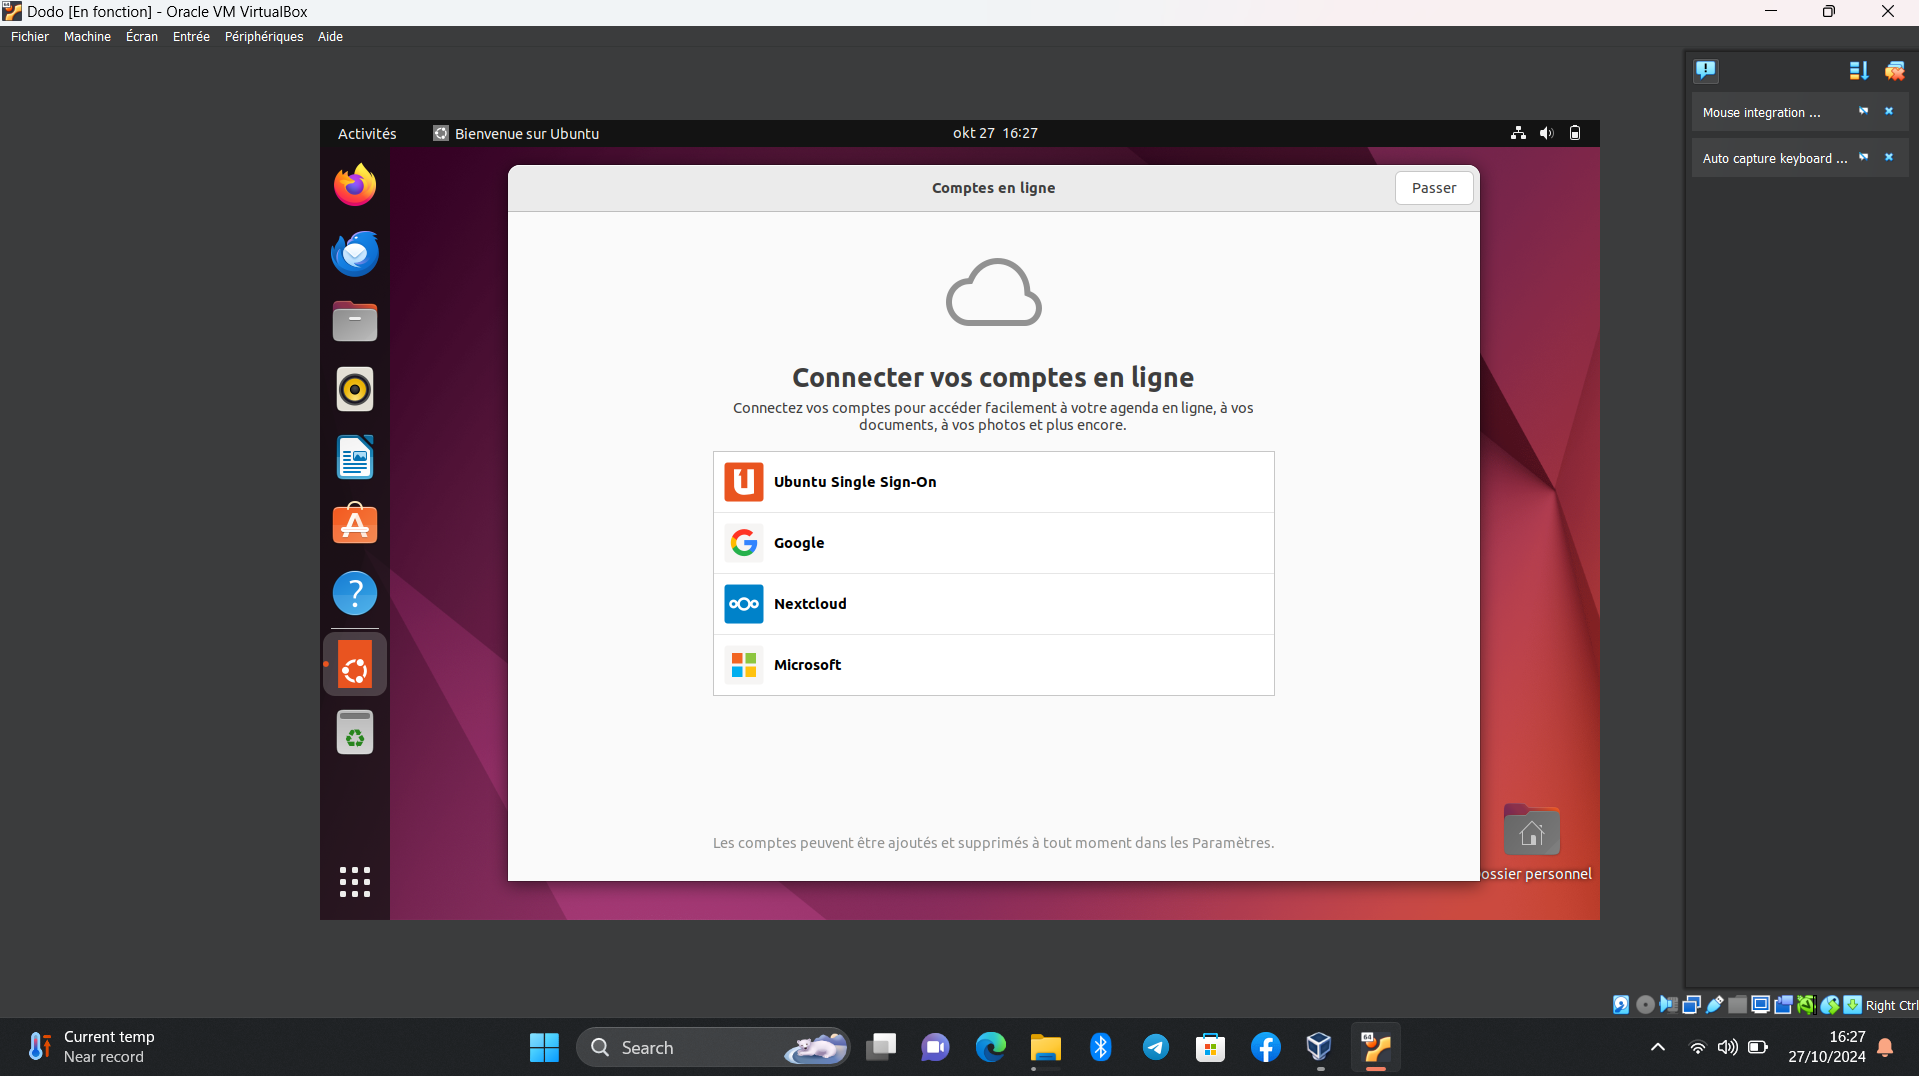 Dodo [En fonction] - Oracle VM VirtualBox
Fichier Machine Écran Entrée Périphériques Aide
Mouse integration ...
Auto capture keyboard ...
Activités Bienvenue sur Ubuntu okt 27 16:27
Comptes en ligne Passer
Connecter vos comptes en ligne
Connectez vos comptes pour accéder facilement à votre agenda en ligne, à vos
documents, à vos photos et plus encore.
Ubuntu Single Sign-On
Google
Nextcloud
Microsoft
Les comptes peuvent être ajoutés et supprimés à tout moment dans les Paramètres.
ossier personnel
Right Ctrl
Current temp
Near record
Search
16:27
27/10/2024